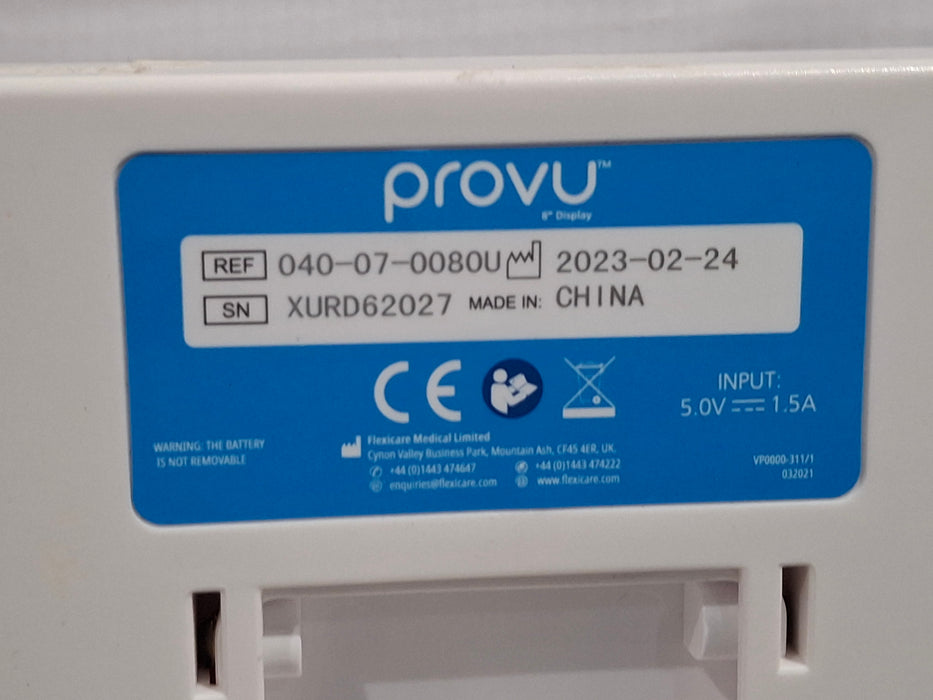 provu™
8" Display
REF 040-07-0080U 2023-02-24
SN XURD62027 MADE IN: CHINA
CE
INPUT:
5.0V 1.5A
WARNING: THE BATTERY
IS NOT REMOVABLE
Flexicare Medical Limited
Cynon Valley Business Park, Mountain Ash, CF45 4ER, UK.
+44 (0)1443 474647 +44 (0)1443 474222
enquiries@flexicare.com www.flexicare.com
VP0000-311/1
032021